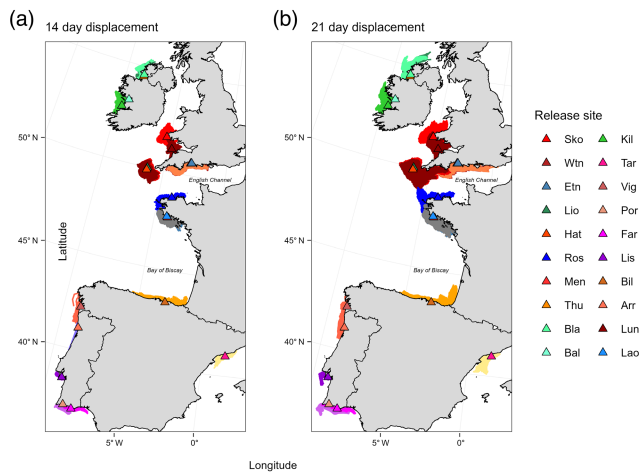 (a) 14 day displacement
(b) 21 day displacement
50° N
45° N
40° N
Latitude
English Channel
Bay of Biscay
5° W 0°
50° N
45° N
40° N
English Channel
Bay of Biscay
5° W 0°
Longitude
Release site
Sko Kil
Wtn Tar
Etn Vig
Lio Por
Hat Far
Ros Lis
Men Bil
Thu Arr
Bla Lun
Bal Lao